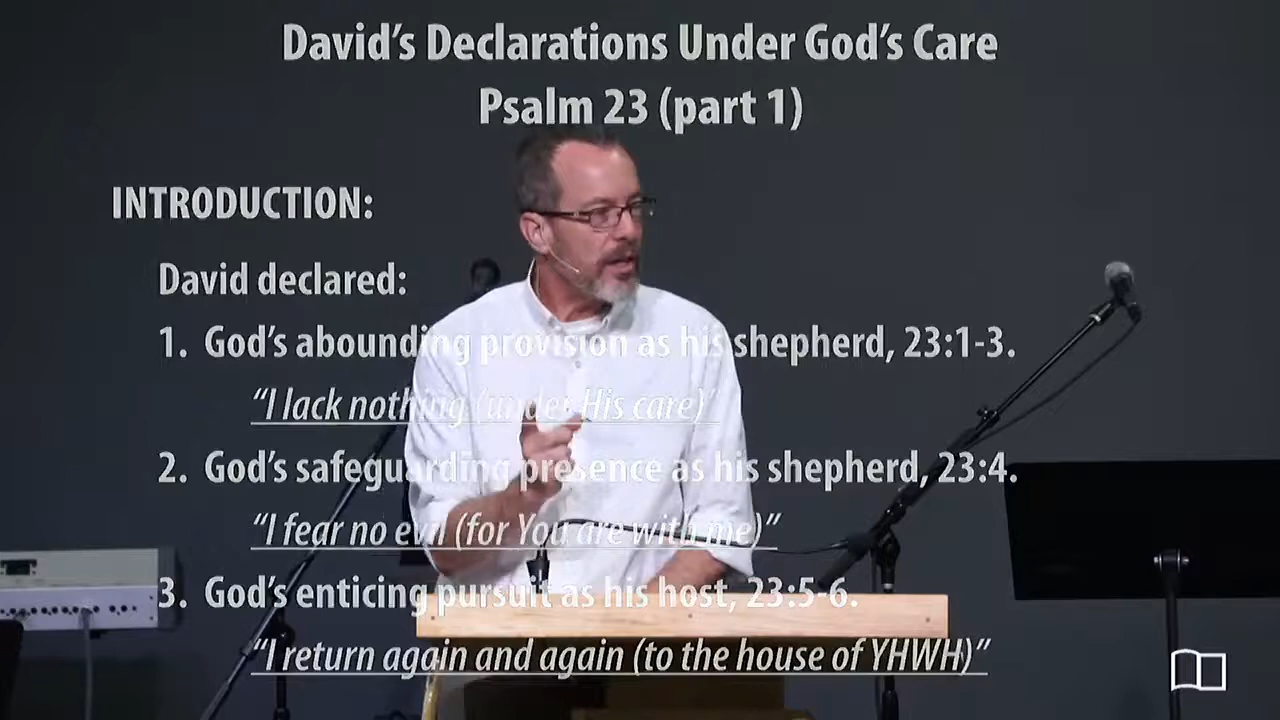 David’s Declarations Under God’s Care
Psalm 23 (part 1)
INTRODUCTION:
David declared:
1. God’s abounding provision as his shepherd, 23:1-3.
“I lack nothing (under His care)”
2. God’s safeguarding presence as his shepherd, 23:4.
“I fear no evil (for You are with me)”
3. God’s enticing pursuit as his host, 23:5-6.
“I return again and again (to the house of YHWH)”